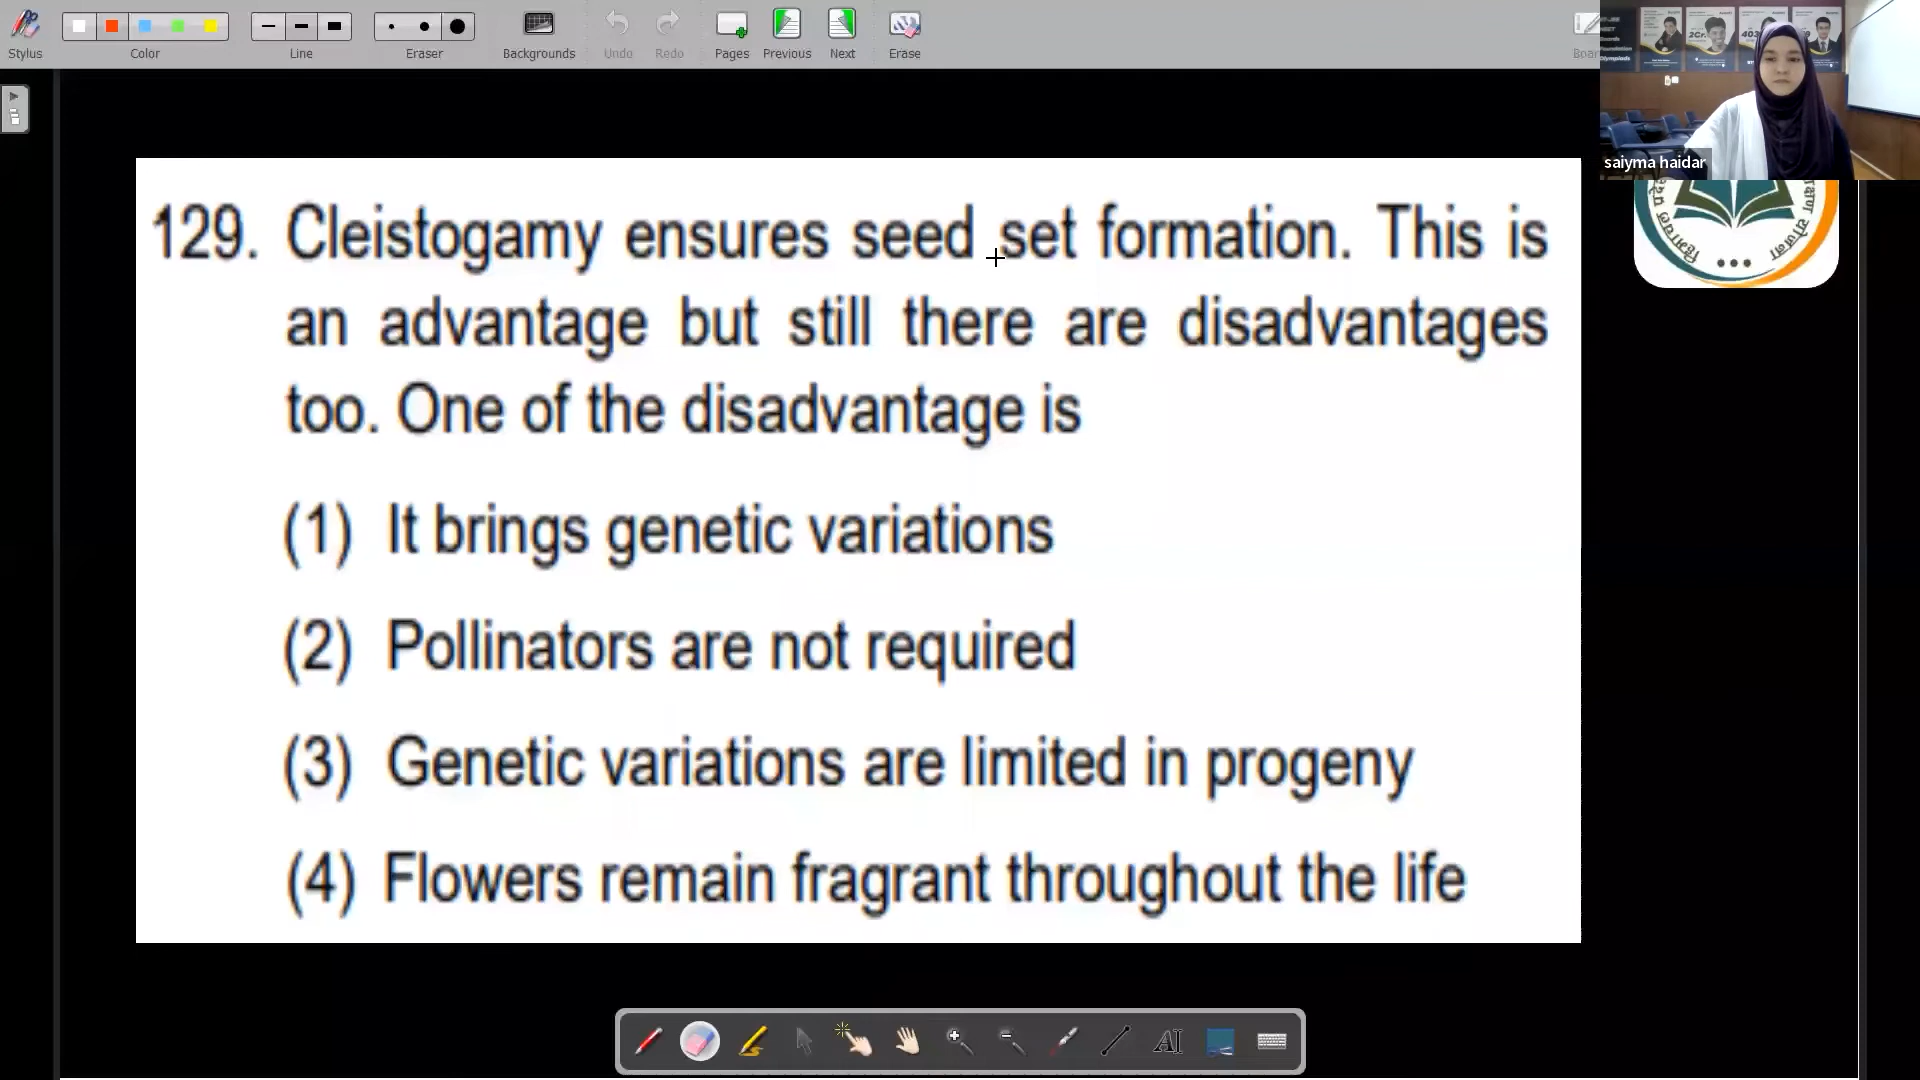 Stylus
Color
Line
Eraser
Backgrounds
Undo
Redo
Pages
Previous
Next
Erase
saiyma haidar
129. Cleistogamy ensures seed set formation. This is
an advantage but still there are disadvantages
too. One of the disadvantage is
(1) It brings genetic variations
(2) Pollinators are not required
(3) Genetic variations are limited in progeny
(4) Flowers remain fragrant throughout the life